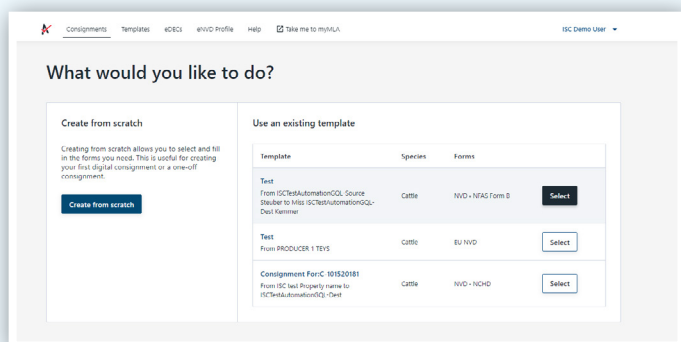 Consignments Templates eDECs eNVD Profile Help Take me to myMLA ISC Demo User
What would you like to do?
Create from scratch
Creating from scratch allows you to select and fill
in the forms you need. This is useful for creating
your first digital consignment or a one-off
consignment.
Create from scratch
Use an existing template
Template Species Forms
Test
From ISCTestAutomationGQL-Source
Steuber to Miss ISCTestAutomationGQL-
Dest Kemmer
Cattle NVD • NFAS Form B Select
Test
From PRODUCER 1 TEYS
Cattle EU NVD Select
Consignment For:C-101520181
From ISC test Property name to
ISCTestAutomationGQL-Dest
Cattle NVD • NCHD Select